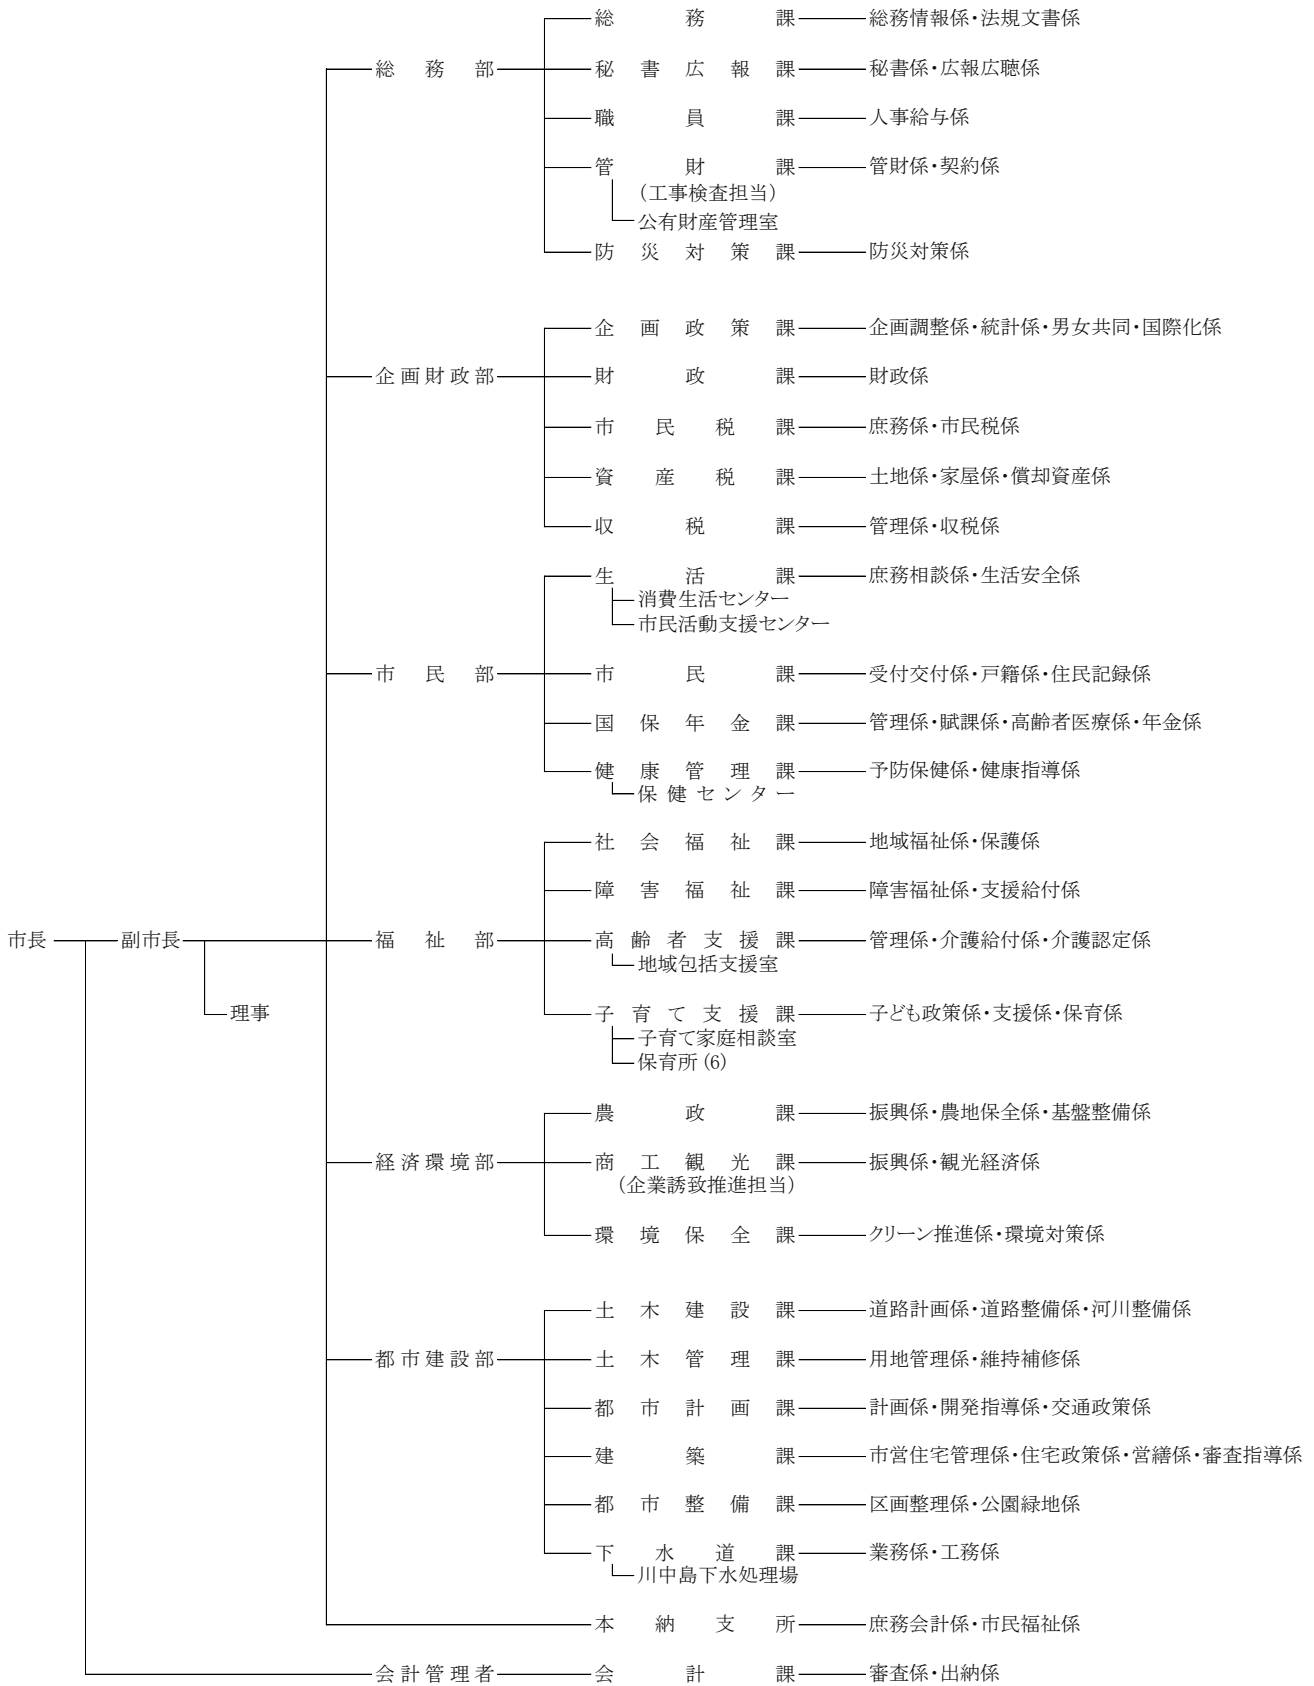 総務課 総務情報係・法規文書係
総務部 秘書広報課 秘書係・広報広聴係
職員課 人事給与係
管財課 管財係・契約係
(工事検査担当)
公有財産管理室
防災対策課 防災対策係
企画政策課 企画調整係・統計係・男女共同・国際化係
企画財政部 財政課 財政係
市民税課 庶務係・市民税係
資産税課 土地係・家屋係・償却資産係
収税課 管理係・収税係
生活課 庶務相談係・生活安全係
消費生活センター
市民活動支援センター
市民部 市民課 受付交付係・戸籍係・住民記録係
国保年金課 管理係・賦課係・高齢者医療係・年金係
健康管理課 予防保健係・健康指導係
保健センター
社会福祉課 地域福祉係・保護係
障害福祉課 障害福祉係・支援給付係
市長 副市長 福祉部 高齢者支援課 管理係・介護給付係・介護認定係
地域包括支援室
理事 子育て支援課 子ども政策係・支援係・保育係
子育て家庭相談室
保育所(6)
農政課 振興係・農地保全係・基盤整備係
経済環境部 商工観光課 振興係・観光経済係
(企業誘致推進担当)
環境保全課 クリーン推進係・環境対策係
土木建設課 道路計画係・道路整備係・河川整備係
都市建設部 土木管理課 用地管理係・維持補修係
都市計画課 計画係・開発指導係・交通政策係
建築課 市営住宅管理係・住宅政策係・営繕係・審査指導係
都市整備課 区画整理係・公園緑地係
下水道課 業務係・工務係
川中島下水処理場
本納支所 庶務会計係・市民福祉係
会計管理者 会計課 審査係・出納係